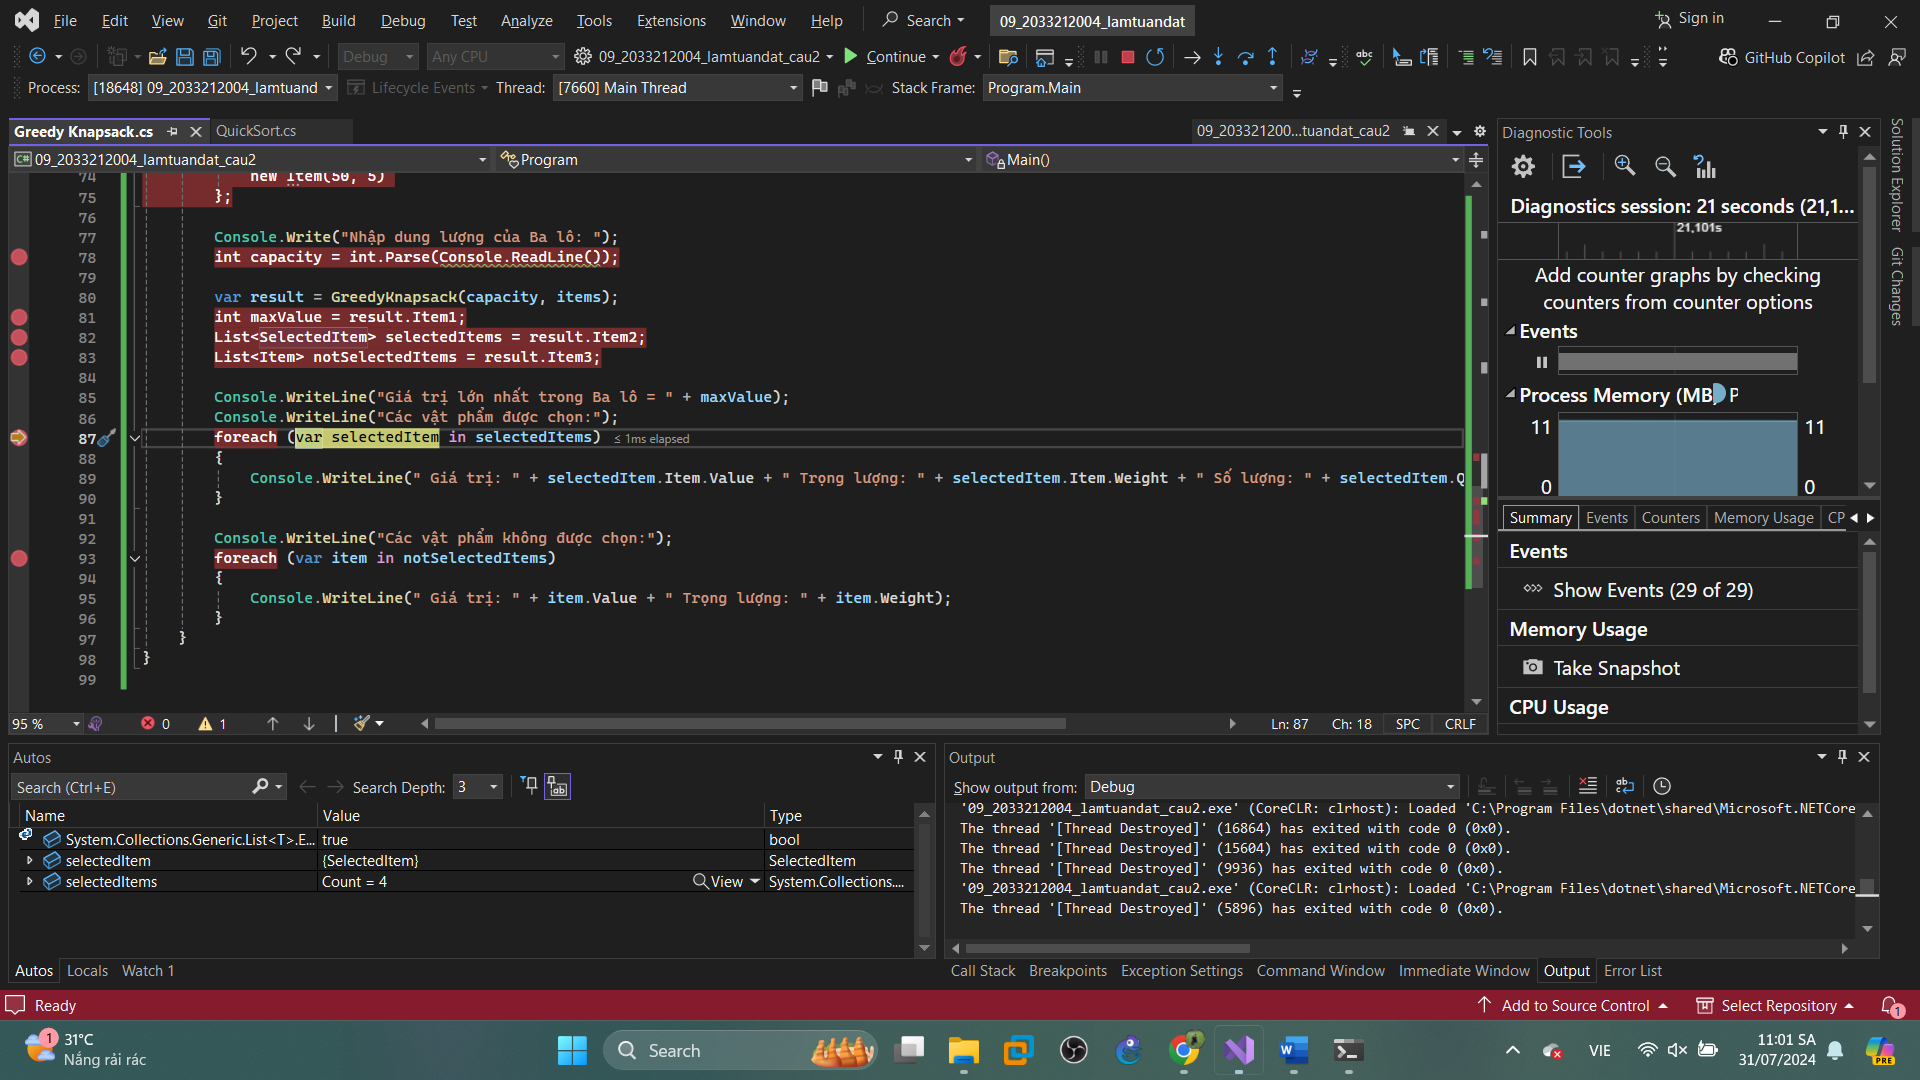 File Edit View Git Project Build Debug Test Analyze Tools Extensions Window Help Search 09_2033212004_lamtuandat Sign in
Debug Any CPU 09_2033212004_lamtuandat_cau2 Continue GitHub Copilot
Process: [18648] 09_2033212004_lamtuand Lifecycle Events Thread: [7660] Main Thread Stack Frame: Program.Main
Greedy Knapsack.cs QuickSort.cs 09_203321200...tuandat_cau2
09_2033212004_lamtuandat_cau2 Program Main()
74 new Item(50, 5)
75 };
76
77 Console.Write("Nhập dung lượng của Ba lô: ");
78 int capacity = int.Parse(Console.ReadLine());
79
80 var result = GreedyKnapsack(capacity, items);
81 int maxValue = result.Item1;
82 List<SelectedItem> selectedItems = result.Item2;
83 List<Item> notSelectedItems = result.Item3;
84
85 Console.WriteLine("Giá trị lớn nhất trong Ba lô = " + maxValue);
86 Console.WriteLine("Các vật phẩm được chọn:");
87 foreach (var selectedItem in selectedItems) ≤ 1ms elapsed
88 {
89 Console.WriteLine(" Giá trị: " + selectedItem.Item.Value + " Trọng lượng: " + selectedItem.Item.Weight + " Số lượng: " + selectedItem.Q
90 }
91
92 Console.WriteLine("Các vật phẩm không được chọn:");
93 foreach (var item in notSelectedItems)
94 {
95 Console.WriteLine(" Giá trị: " + item.Value + " Trọng lượng: " + item.Weight);
96 }
97 }
98 }
99
95 % 0 1 Ln: 87 Ch: 18 SPC CRLF
Diagnostic Tools
Diagnostics session: 21 seconds (21,1...
21,101s
Add counter graphs by checking
counters from counter options
Events
Process Memory (MB) P
11 11
0 0
Summary Events Counters Memory Usage CP
Events
Show Events (29 of 29)
Memory Usage
Take Snapshot
CPU Usage
Solution Explorer
Git Changes
Autos
Search (Ctrl+E) Search Depth: 3
Name Value Type
System.Collections.Generic.List<T>.E... true bool
selectedItem {SelectedItem} SelectedItem
selectedItems Count = 4 View System.Collections....
Autos Locals Watch 1
Output
Show output from: Debug
'09_2033212004_lamtuandat_cau2.exe' (CoreCLR: clrhost): Loaded 'C:\Program Files\dotnet\shared\Microsoft.NETCore
The thread '[Thread Destroyed]' (16864) has exited with code 0 (0x0).
The thread '[Thread Destroyed]' (15604) has exited with code 0 (0x0).
The thread '[Thread Destroyed]' (9936) has exited with code 0 (0x0).
'09_2033212004_lamtuandat_cau2.exe' (CoreCLR: clrhost): Loaded 'C:\Program Files\dotnet\shared\Microsoft.NETCore
The thread '[Thread Destroyed]' (5896) has exited with code 0 (0x0).
Call Stack Breakpoints Exception Settings Command Window Immediate Window Output Error List
Ready Add to Source Control Select Repository 1
1 31°C
Nắng rải rác
Search
VIE
11:01 SA
31/07/2024
PRE